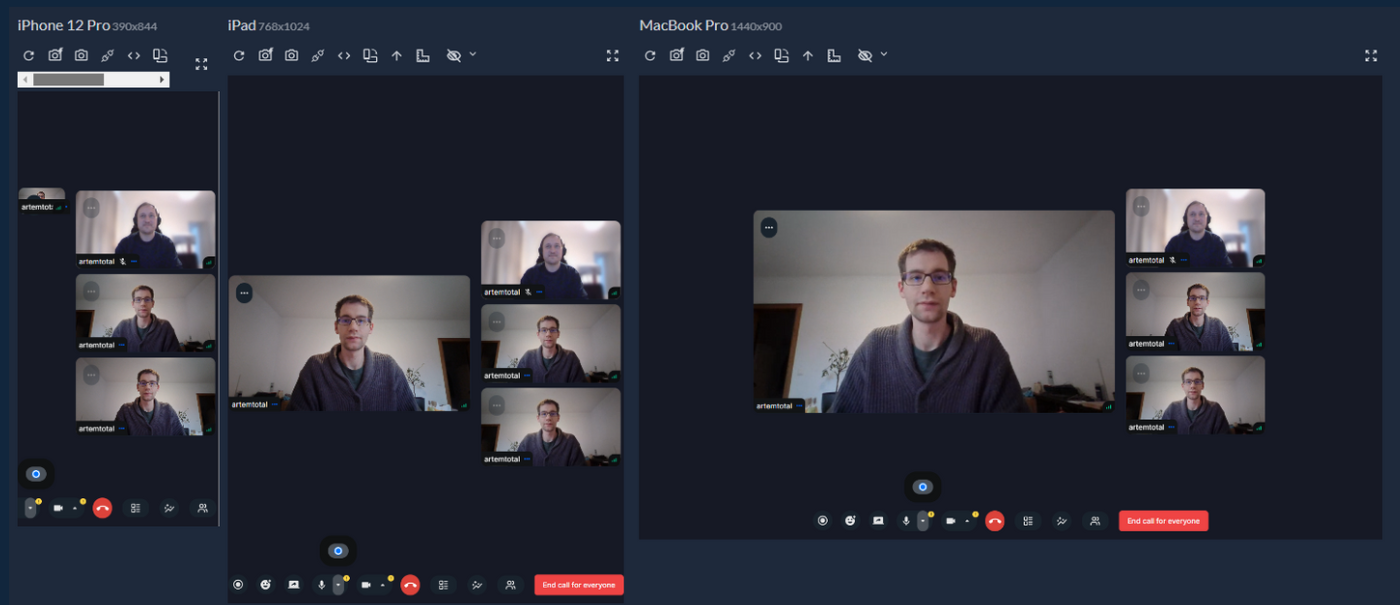 iPhone 12 Pro 390x844
iPad 768x1024
MacBook Pro 1440x900
artemtot
artemtotal
artemtotal
artemtotal
artemtotal
artemtotal
artemtotal
artemtotal
artemtotal
artemtotal
artemtotal
artemtotal
End call for everyone
End call for everyone